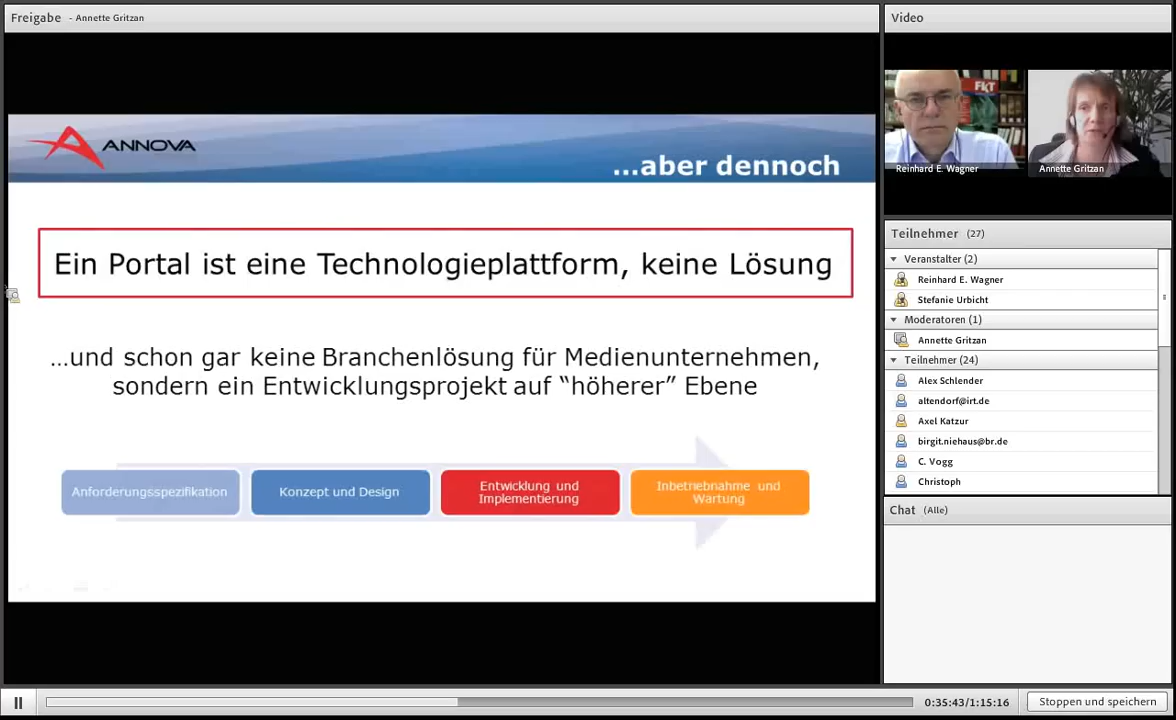 Freigabe - Annette Gritzan
ANNOVA
...aber dennoch
Ein Portal ist eine Technologieplattform, keine Lösung
...und schon gar keine Branchenlösung für Medienunternehmen,
sondern ein Entwicklungsprojekt auf “höherer” Ebene
Anforderungsspezifikation
Konzept und Design
Entwicklung und
Implementierung
Inbetriebnahme und
Wartung
Video
FKT
Reinhard E. Wagner
Annette Gritzan
Teilnehmer (27)
Veranstalter (2)
Reinhard E. Wagner
Stefanie Urbicht
Moderatoren (1)
Annette Gritzan
Teilnehmer (24)
Alex Schlender
altendorf@irt.de
Axel Katzur
birgit.niehaus@br.de
C. Vogg
Christoph
Chat (Alle)
0:35:43/1:15:16
Stoppen und speichern